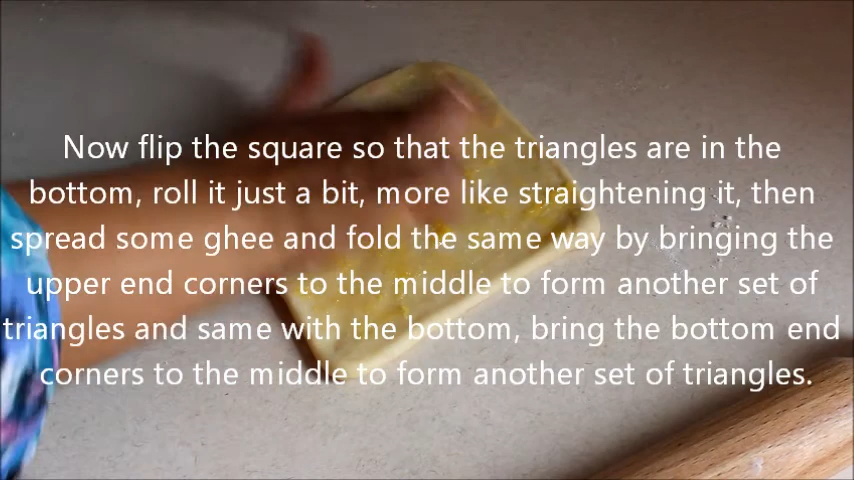 Now flip the square so that the triangles are in the
bottom, roll it just a bit, more like straightening it, then
spread some ghee and fold the same way by bringing the
upper end corners to the middle to form another set of
triangles and same with the bottom, bring the bottom end
corners to the middle to form another set of triangles.